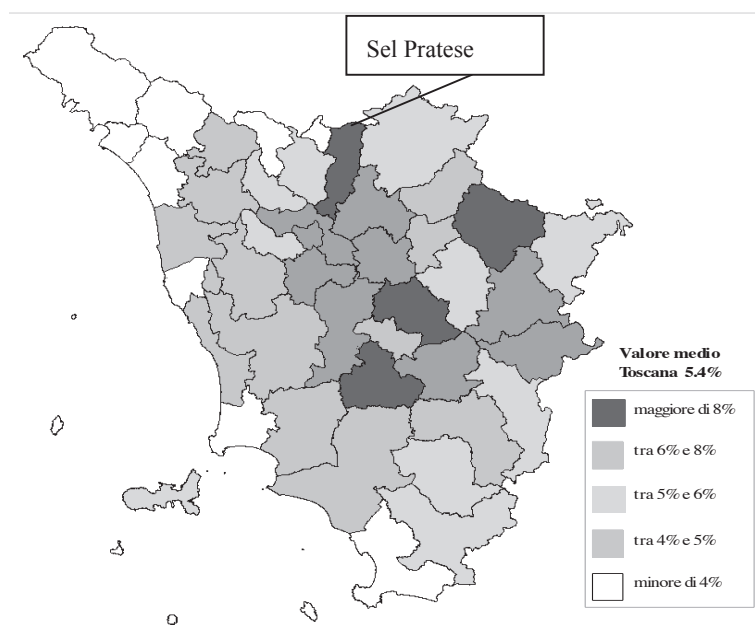 Sel Pratese
Valore medio
Toscana 5.4%
maggiore di 8%
tra 6% e 8%
tra 5% e 6%
tra 4% e 5%
minore di 4%